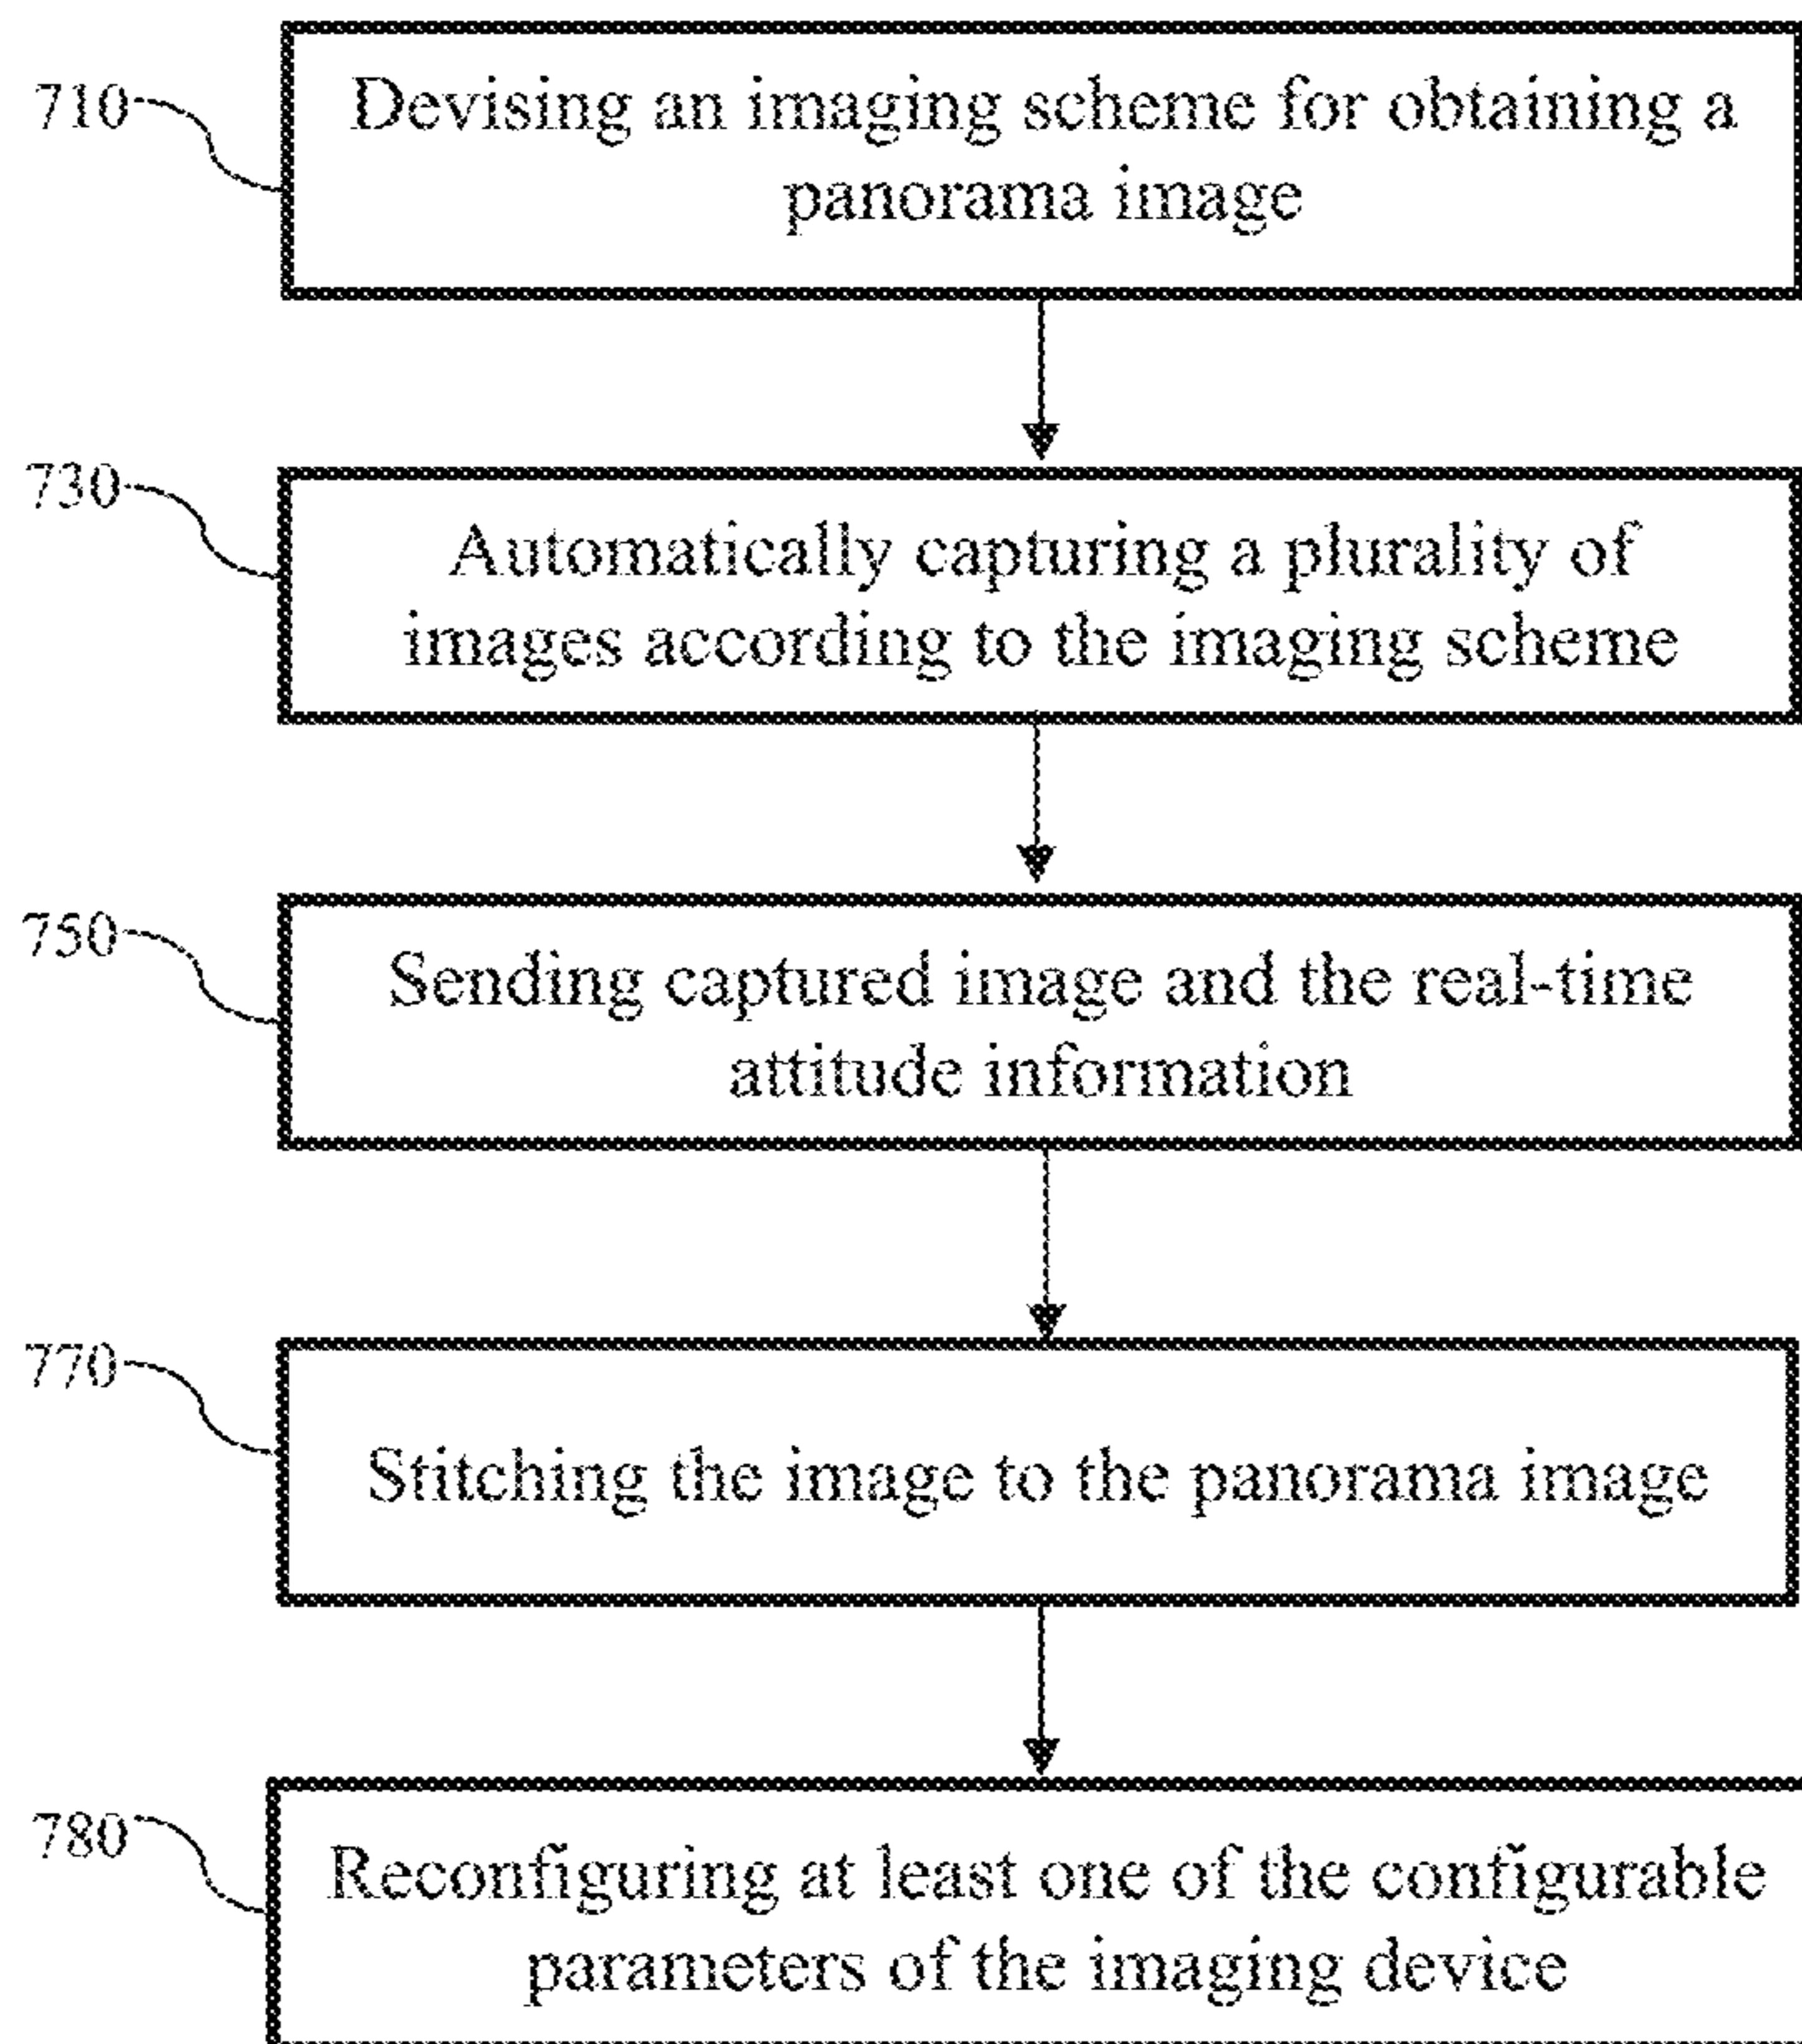 710
Devising an imaging scheme for obtaining a
panorama image
730
Automatically capturing a plurality of
images according to the imaging scheme
750
Sending captured image and the real-time
attitude information
770
Stitching the image to the panorama image
780
Reconfiguring at least one of the configurable
parameters of the imaging device